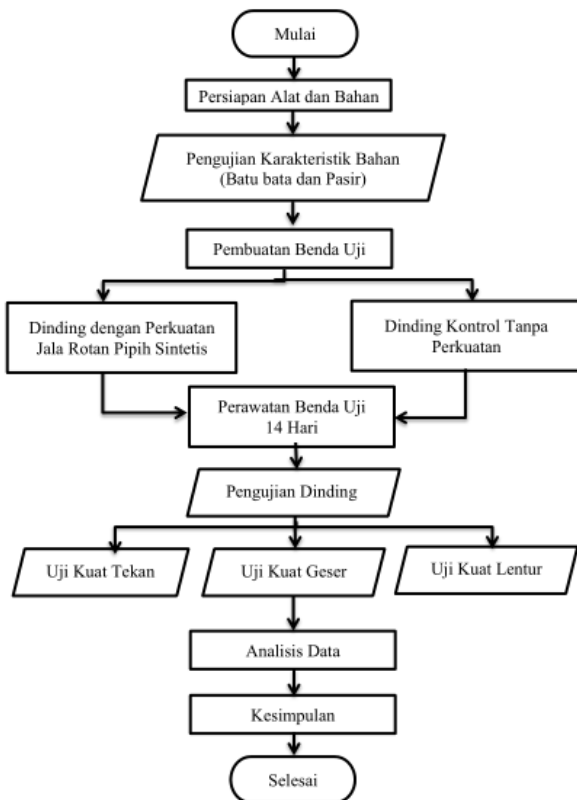 Mulai
Persiapan Alat dan Bahan
Pengujian Karakteristik Bahan
(Batu bata dan Pasir)
Pembuatan Benda Uji
Dinding dengan Perkuatan
Jala Rotan Pipih Sintetis
Dinding Kontrol Tanpa
Perkuatan
Perawatan Benda Uji
14 Hari
Pengujian Dinding
Uji Kuat Tekan
Uji Kuat Geser
Uji Kuat Lentur
Analisis Data
Kesimpulan
Selesai